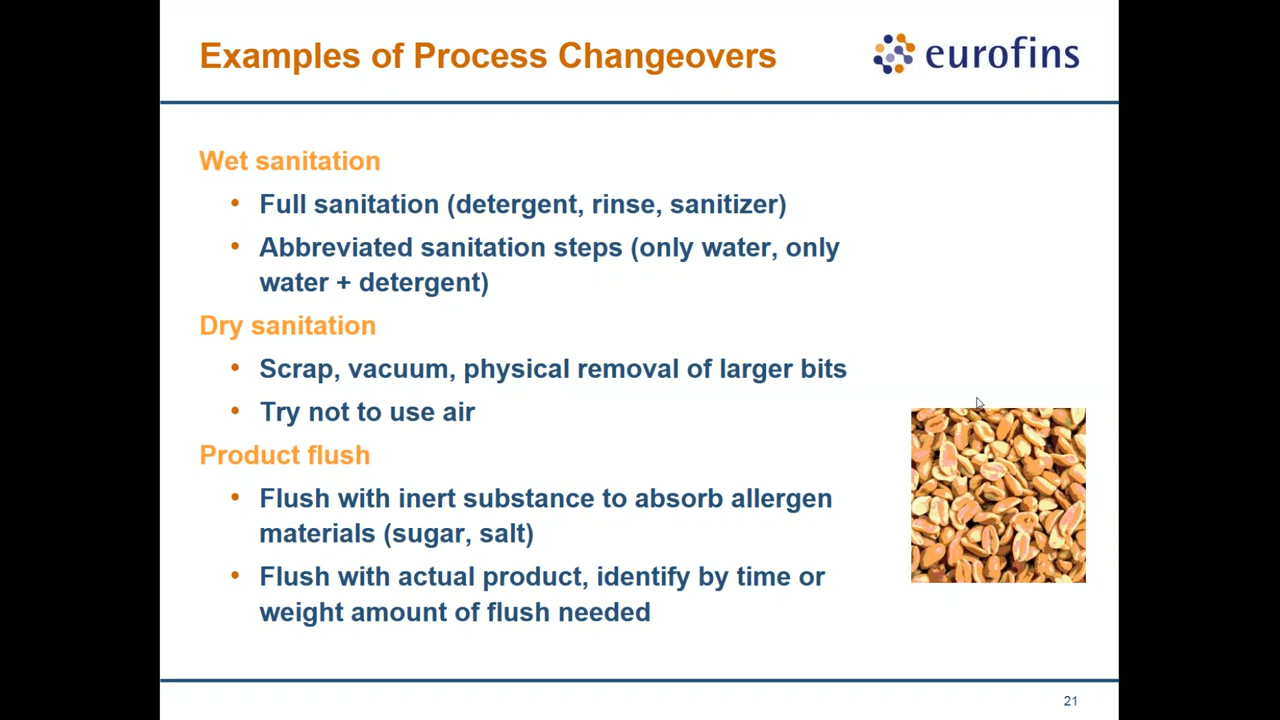 Examples of Process Changeovers
eurofins
Wet sanitation
• Full sanitation (detergent, rinse, sanitizer)
• Abbreviated sanitation steps (only water, only
water + detergent)
Dry sanitation
• Scrap, vacuum, physical removal of larger bits
• Try not to use air
Product flush
• Flush with inert substance to absorb allergen
materials (sugar, salt)
• Flush with actual product, identify by time or
weight amount of flush needed
21